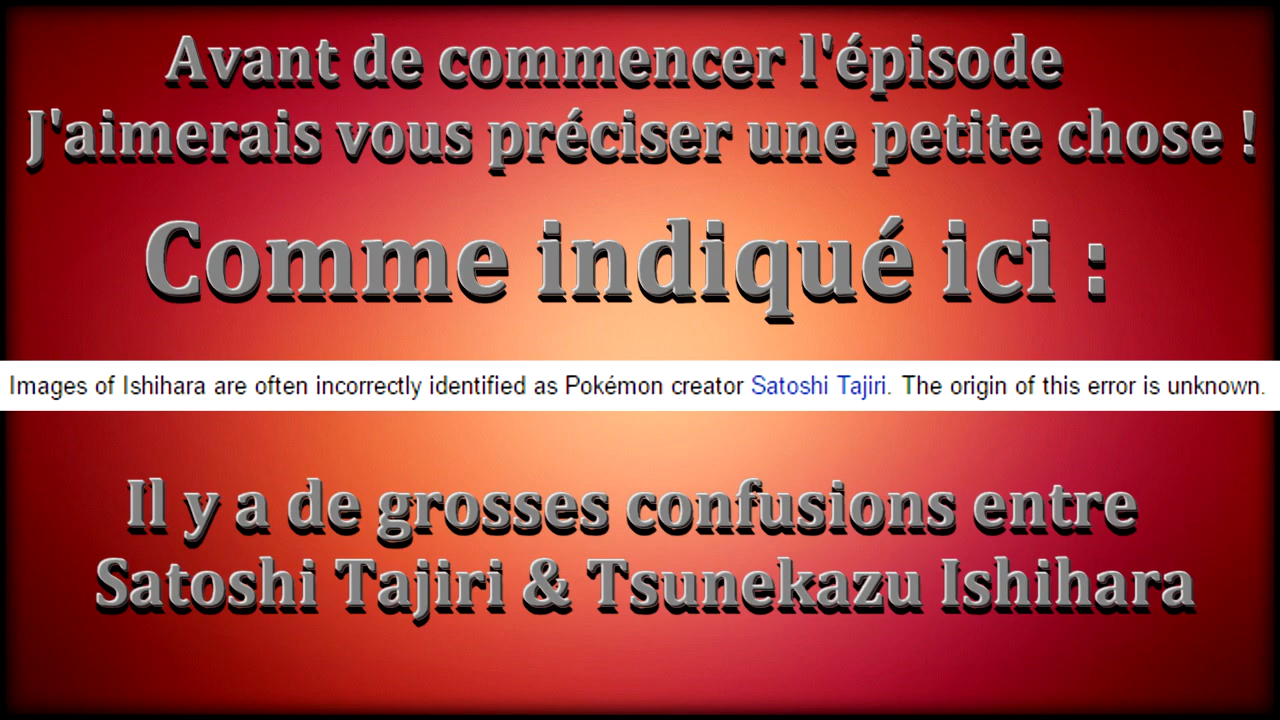 Avant de commencer l'épisode
J'aimerais vous préciser une petite chose !
Comme indiqué ici :
Images of Ishihara are often incorrectly identified as Pokémon creator Satoshi Tajiri. The origin of this error is unknown.
Il y a de grosses confusions entre
Satoshi Tajiri & Tsunekazu Ishihara